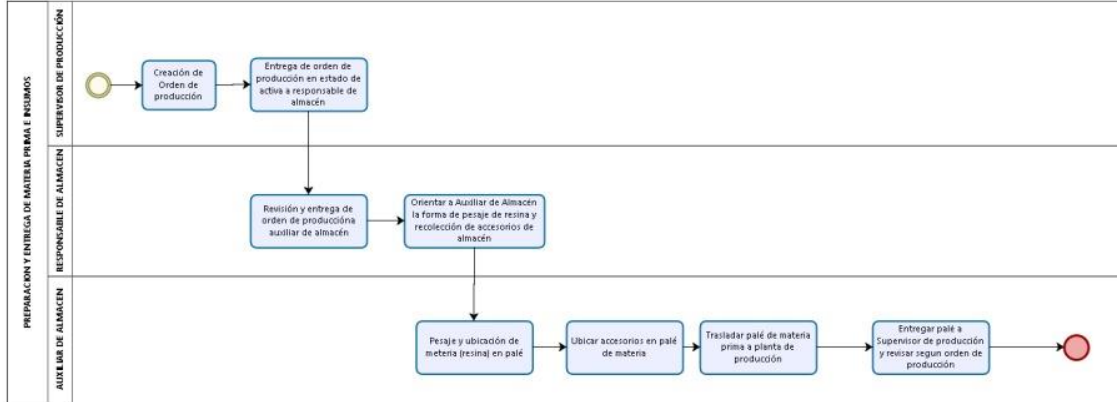 PREPARACION Y ENTREGA DE MATERIA PRIMA E INSUMOS
SUPERVISOR DE PRODUCCIÓN
Creación de
Orden de
producción
Entrega de orden de
producción en estado de
activa a responsable de
almacén
RESPONSABLE DE ALMACEN
Revisión y entrega de
orden deproduccióna
auxiliar de almacén
Orientar a Auxiliar de Almacén
la forma de pesaje de resina y
recolección de accesorios de
almacén
AUXILIAR DE ALMACEN
Pesaje y ubicación de
meteria (resina) en palé
Ubicar accesorios en palé
de materia
Trasladar palé de materia
prima a planta de
producción
Entregar palé a
Supervisor de producción
y revisar segun orden de
producción